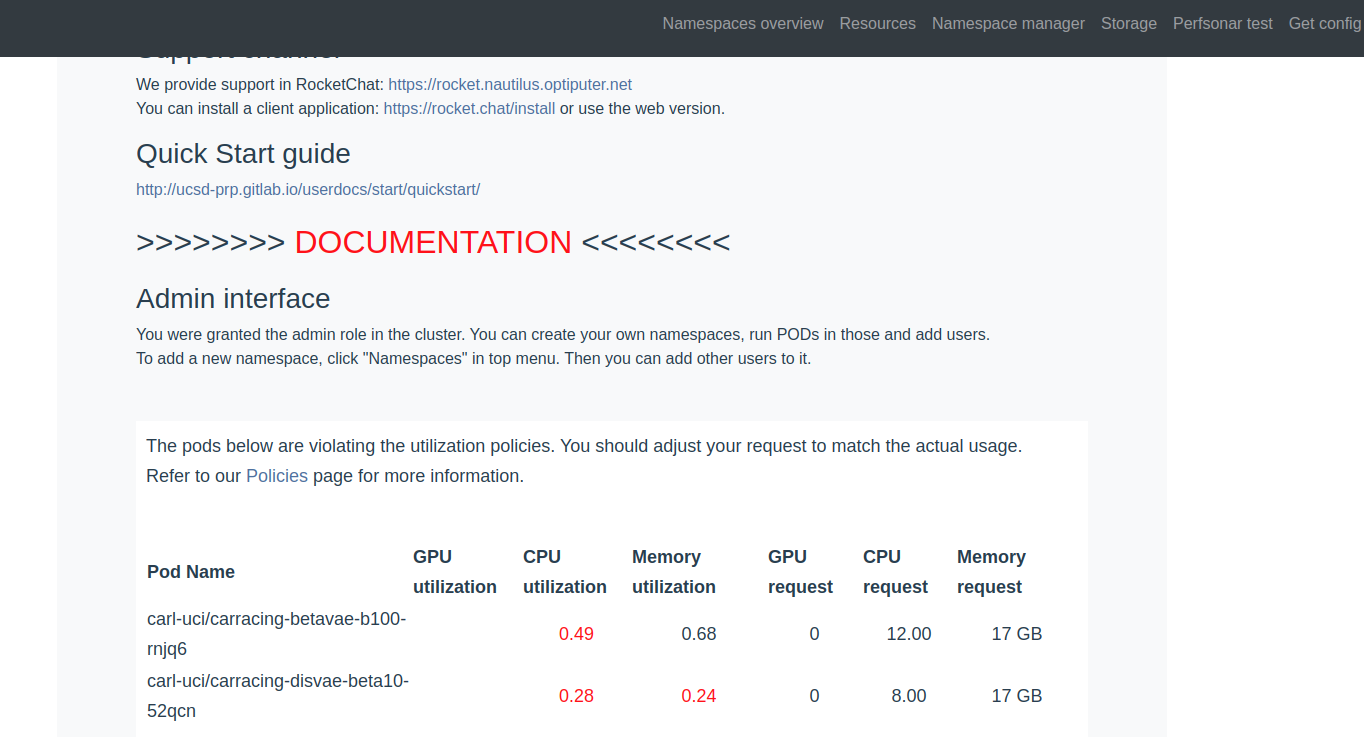 Namespaces overview Resources Namespace manager Storage Perfsonar test Get config
Support channel
We provide support in RocketChat: https://rocket.nautilus.optiputer.net
You can install a client application: https://rocket.chat/install or use the web version.
Quick Start guide
http://ucsd-prp.gitlab.io/userdocs/start/quickstart/
>>>>>>>> DOCUMENTATION <<<<<<<<
Admin interface
You were granted the admin role in the cluster. You can create your own namespaces, run PODs in those and add users.
To add a new namespace, click "Namespaces" in top menu. Then you can add other users to it.
The pods below are violating the utilization policies. You should adjust your request to match the actual usage.
Refer to our Policies page for more information.
Pod Name GPU utilization CPU utilization Memory utilization GPU request CPU request Memory request
carl-uci/carracing-betavae-b100-rnjq6 0.49 0.68 0 12.00 17 GB
carl-uci/carracing-disvae-beta10-52qcn 0.28 0.24 0 8.00 17 GB